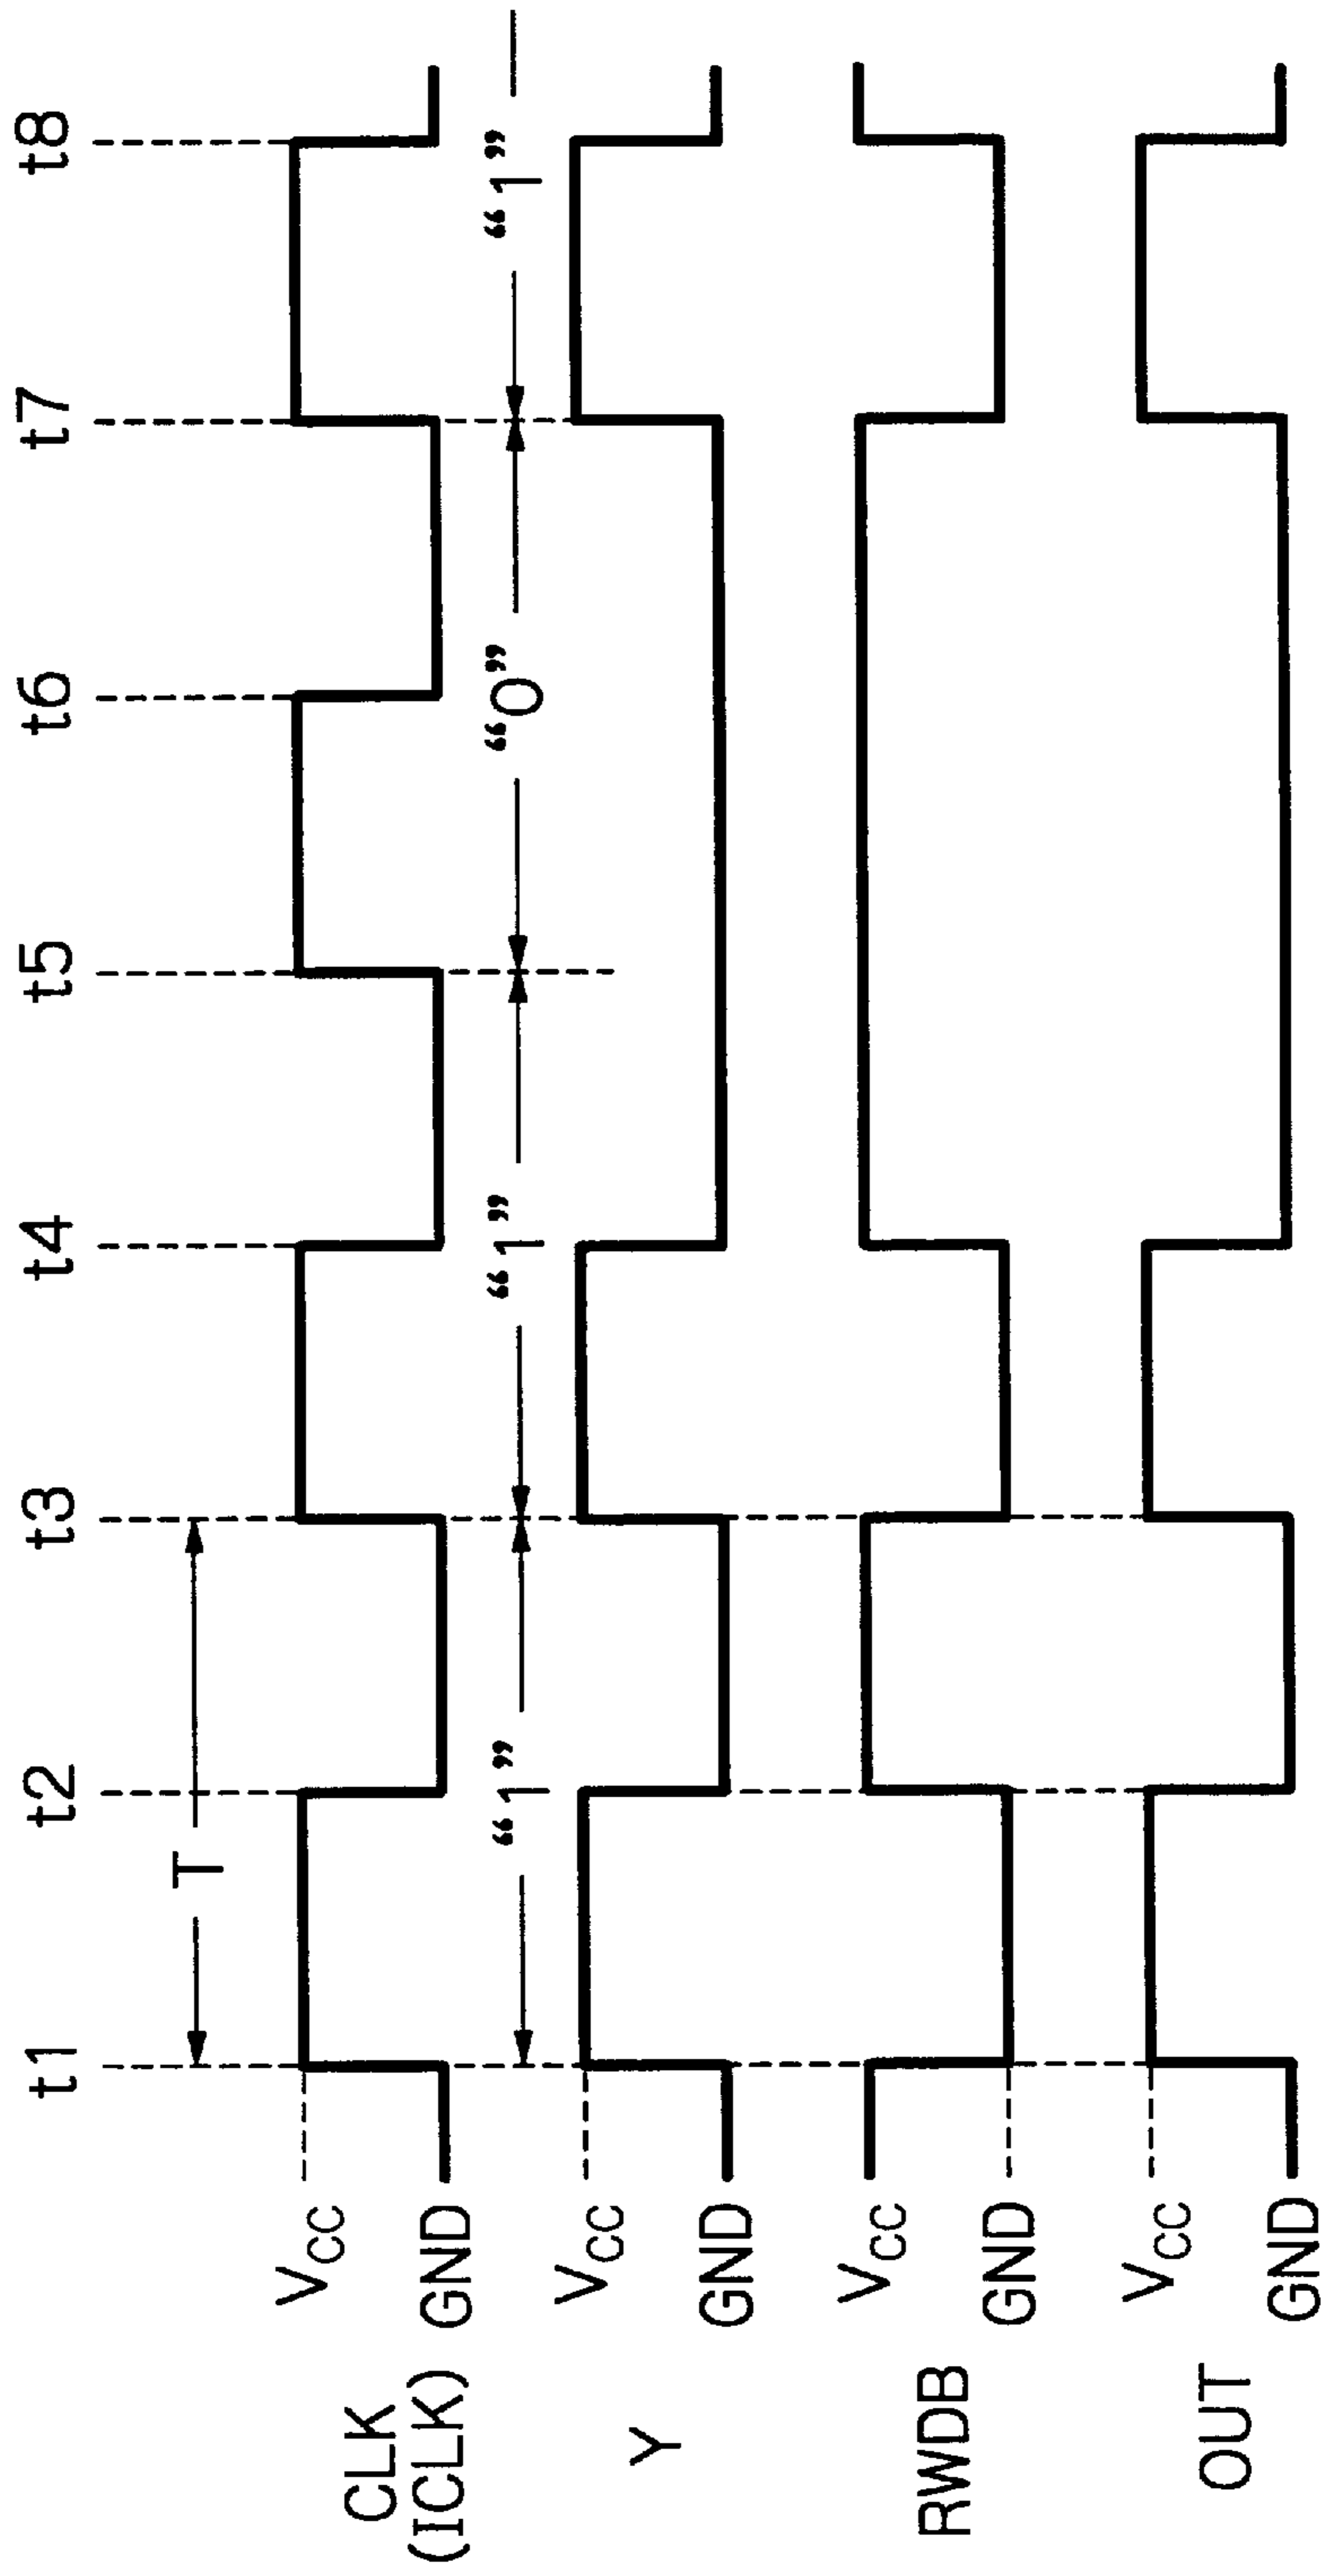 t1 t2 t3 t4 t5 t6 t7 t8
T
VCC
CLK
(ICLK) GND
“1” “1” “0” “1”
VCC
Y
GND
VCC
RWDB
GND
VCC
OUT
GND